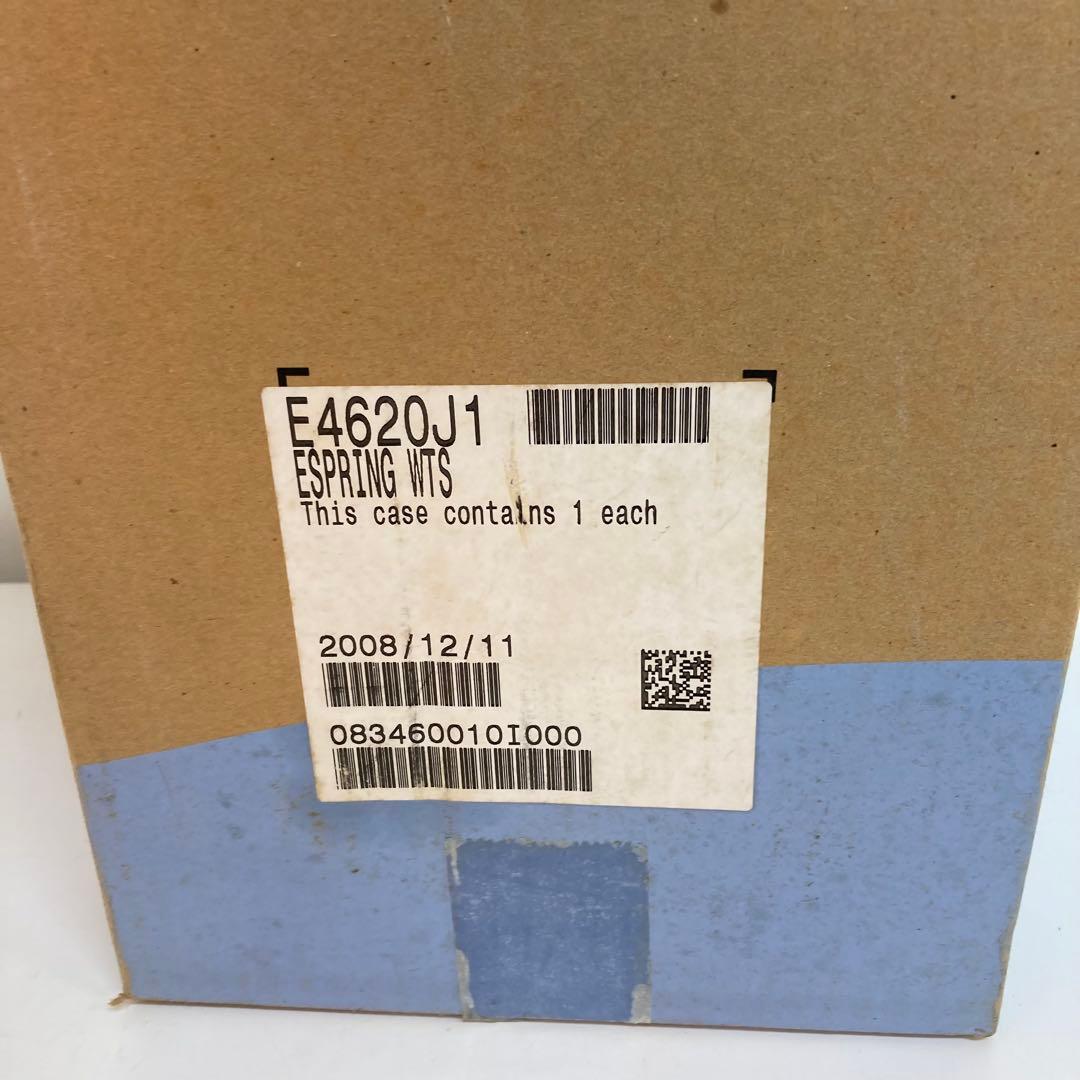 E4620J1
ESPRING WTS
This case contains 1 each
2008/12/11
083460010I000